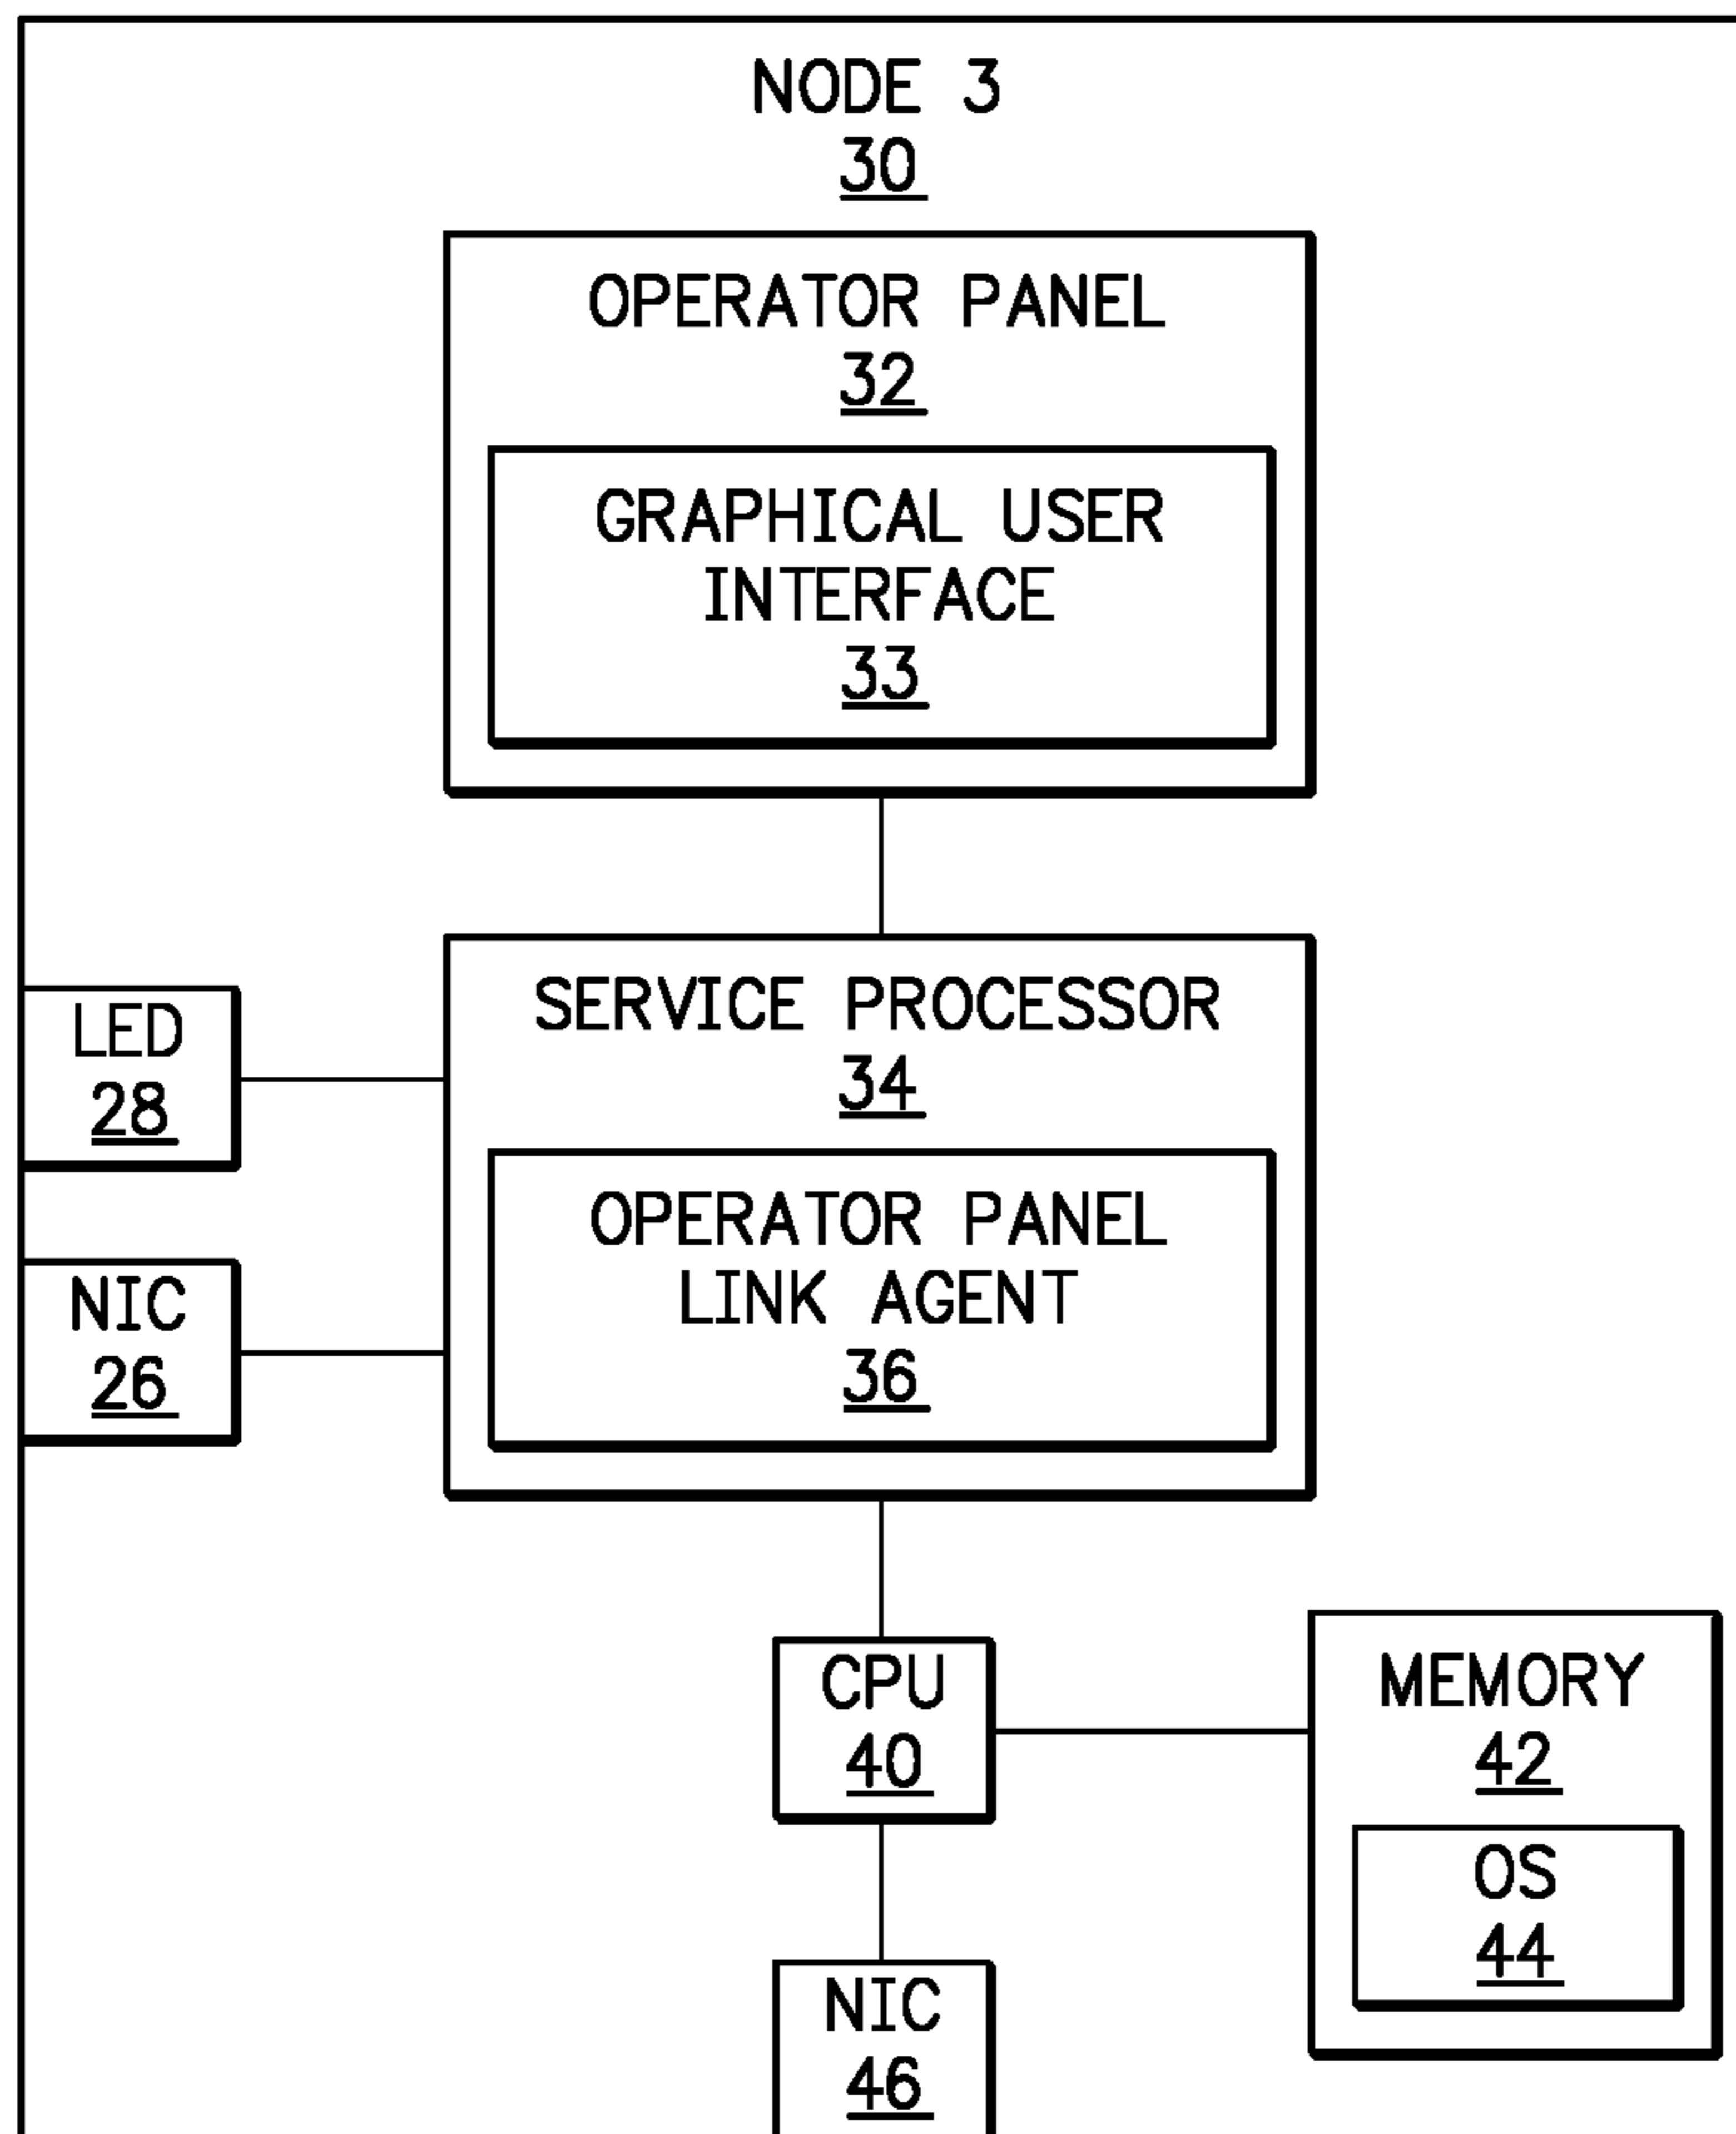 NODE 3
30
OPERATOR PANEL
32
GRAPHICAL USER
INTERFACE
33
SERVICE PROCESSOR
34
LED
28
OPERATOR PANEL
LINK AGENT
36
NIC
26
CPU
40
MEMORY
42
OS
44
NIC
46